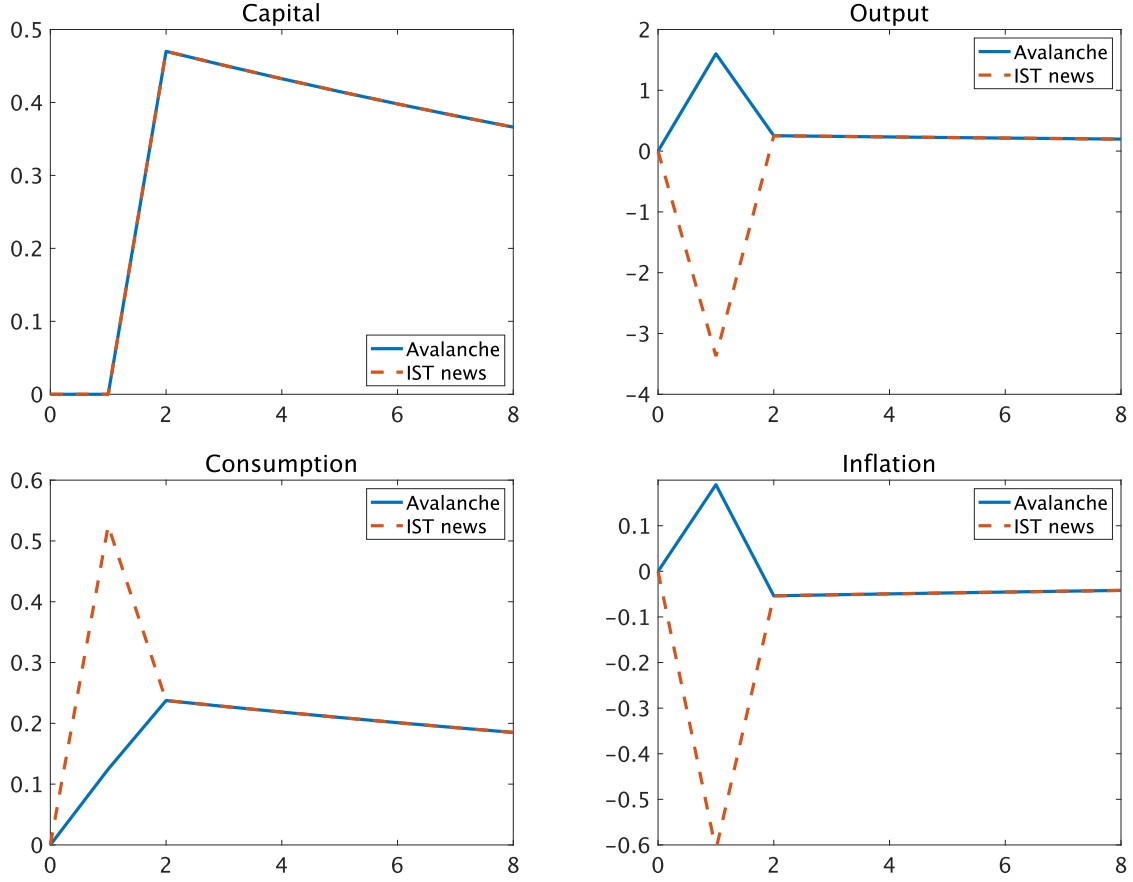 Capital
0.5
0.4
0.3
0.2
0.1
0
Avalanche
IST news
0 2 4 6 8
Output
2
1
0
−1
−2
−3
−4
Avalanche
IST news
0 2 4 6 8
Consumption
0.6
0.5
0.4
0.3
0.2
0.1
0
Avalanche
IST news
0 2 4 6 8
Inflation
0.1
0
−0.1
−0.2
−0.3
−0.4
−0.5
−0.6
Avalanche
IST news
0 2 4 6 8